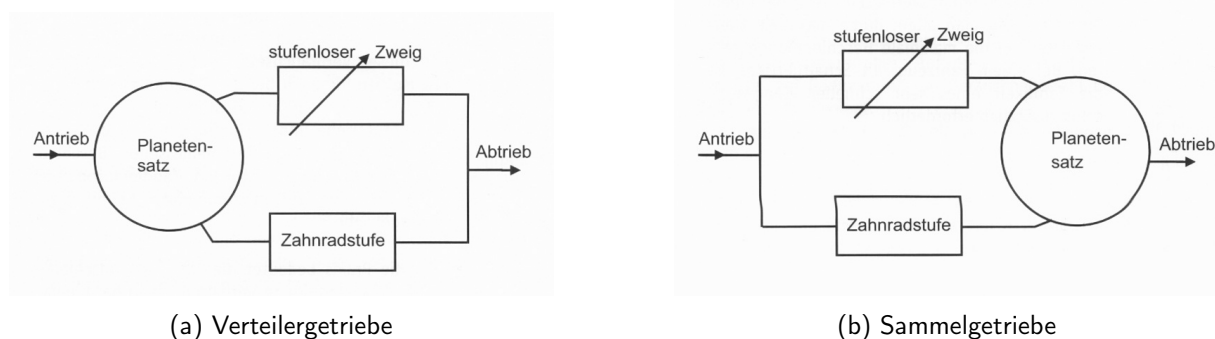 stufenloser Zweig
Antrieb
Planeten-
satz
Abtrieb
Zahnradstufe
(a) Verteilergetriebe
stufenloser Zweig
Antrieb
Planeten-
satz
Abtrieb
Zahnradstufe
(b) Sammelgetriebe